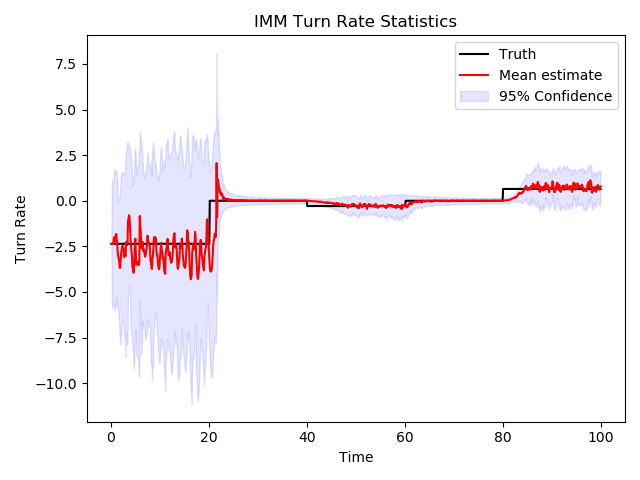 IMM Turn Rate Statistics
Truth
Mean estimate
95% Confidence
Turn Rate
7.5
5.0
2.5
0.0
−2.5
−5.0
−7.5
−10.0
0 20 40 60 80 100
Time